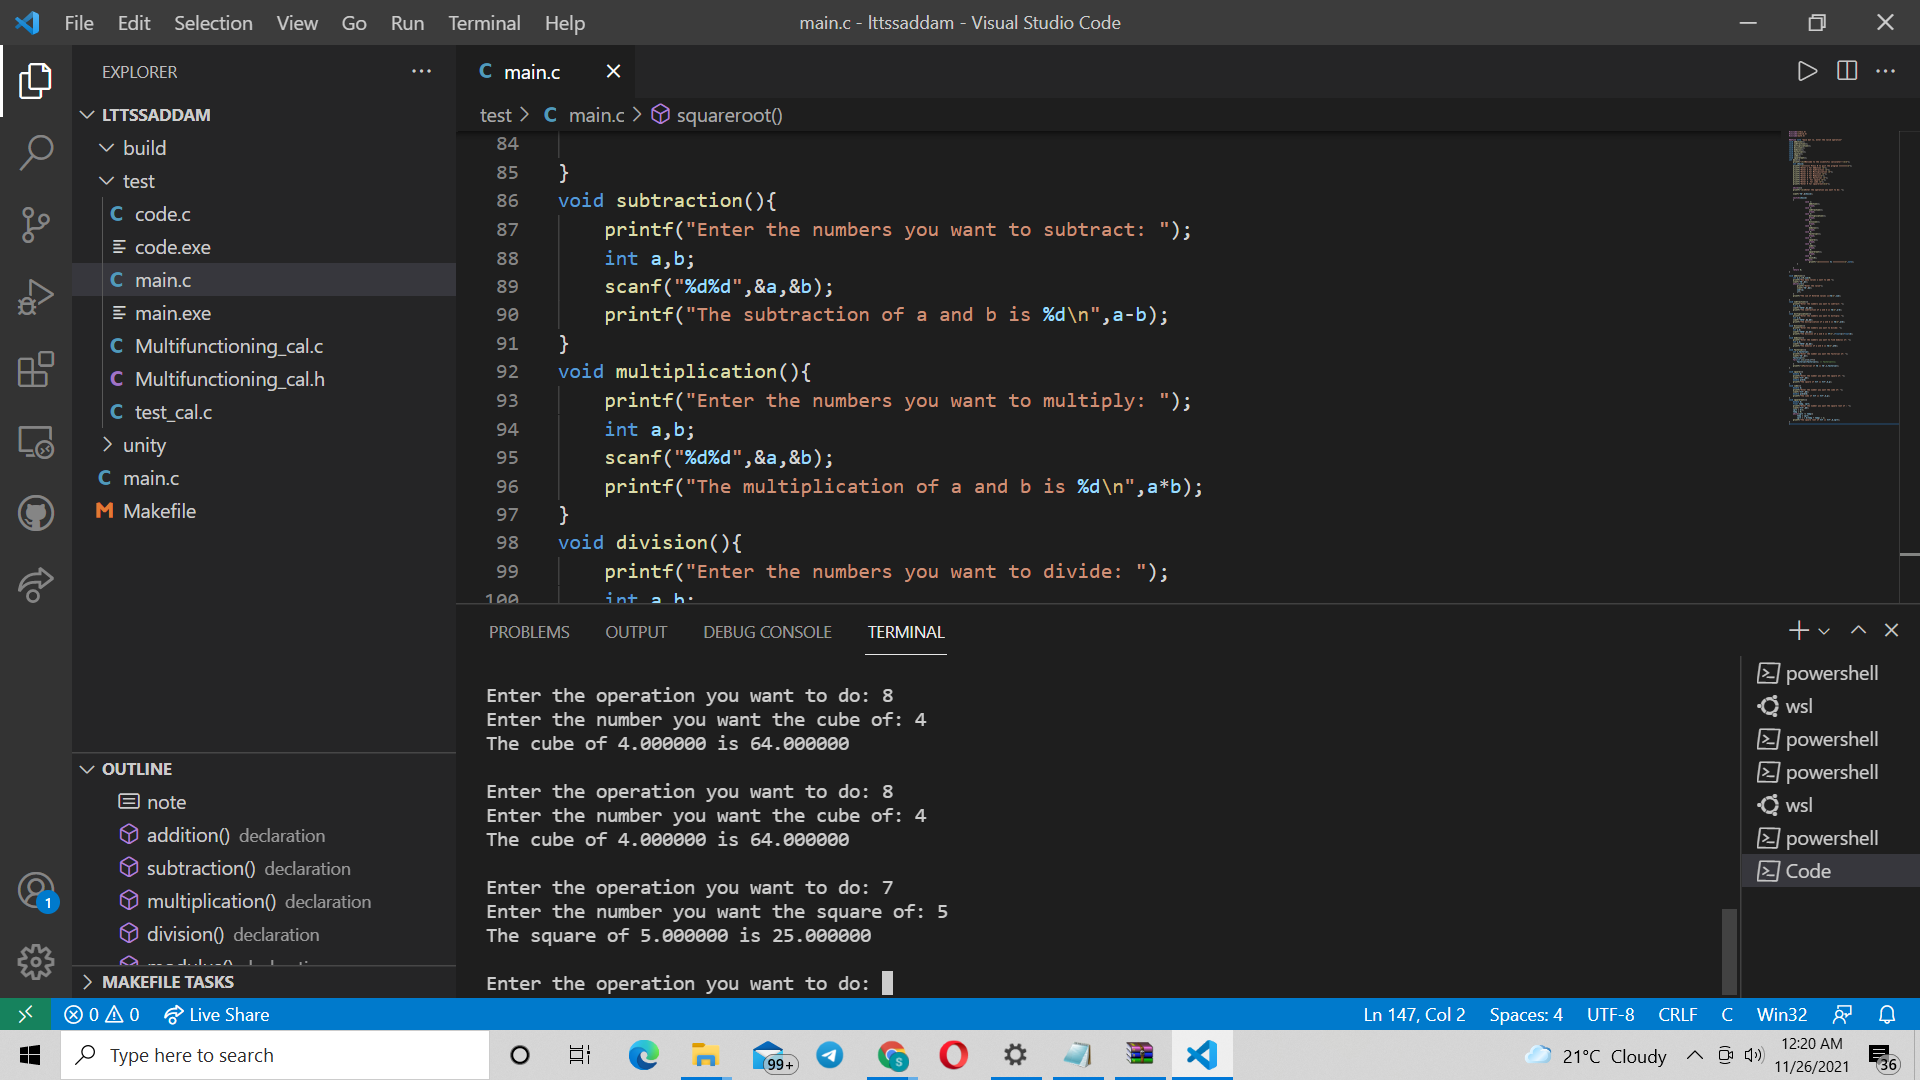 File Edit Selection View Go Run Terminal Help
main.c - lttssaddam - Visual Studio Code
EXPLORER
LTTSSADDAM
build
test
C code.c
code.exe
C main.c
main.exe
C Multifunctioning_cal.c
C Multifunctioning_cal.h
C test_cal.c
unity
C main.c
M Makefile
OUTLINE
note
addition() declaration
subtraction() declaration
multiplication() declaration
division() declaration
modulus() declaration
MAKEFILE TASKS
C main.c
test > C main.c > squareroot()
84
85 }
86 void subtraction(){
87 printf("Enter the numbers you want to subtract: ");
88 int a,b;
89 scanf("%d%d",&a,&b);
90 printf("The subtraction of a and b is %d\n",a-b);
91 }
92 void multiplication(){
93 printf("Enter the numbers you want to multiply: ");
94 int a,b;
95 scanf("%d%d",&a,&b);
96 printf("The multiplication of a and b is %d\n",a*b);
97 }
98 void division(){
99 printf("Enter the numbers you want to divide: ");
100 int a,b;
PROBLEMS OUTPUT DEBUG CONSOLE TERMINAL
Enter the operation you want to do: 8
Enter the number you want the cube of: 4
The cube of 4.000000 is 64.000000
Enter the operation you want to do: 8
Enter the number you want the cube of: 4
The cube of 4.000000 is 64.000000
Enter the operation you want to do: 7
Enter the number you want the square of: 5
The square of 5.000000 is 25.000000
Enter the operation you want to do:
powershell
wsl
powershell
powershell
wsl
powershell
Code
1
0 0 Live Share
Ln 147, Col 2 Spaces: 4 UTF-8 CRLF C Win32
Type here to search
99+
S
21°C Cloudy
12:20 AM
11/26/2021
36